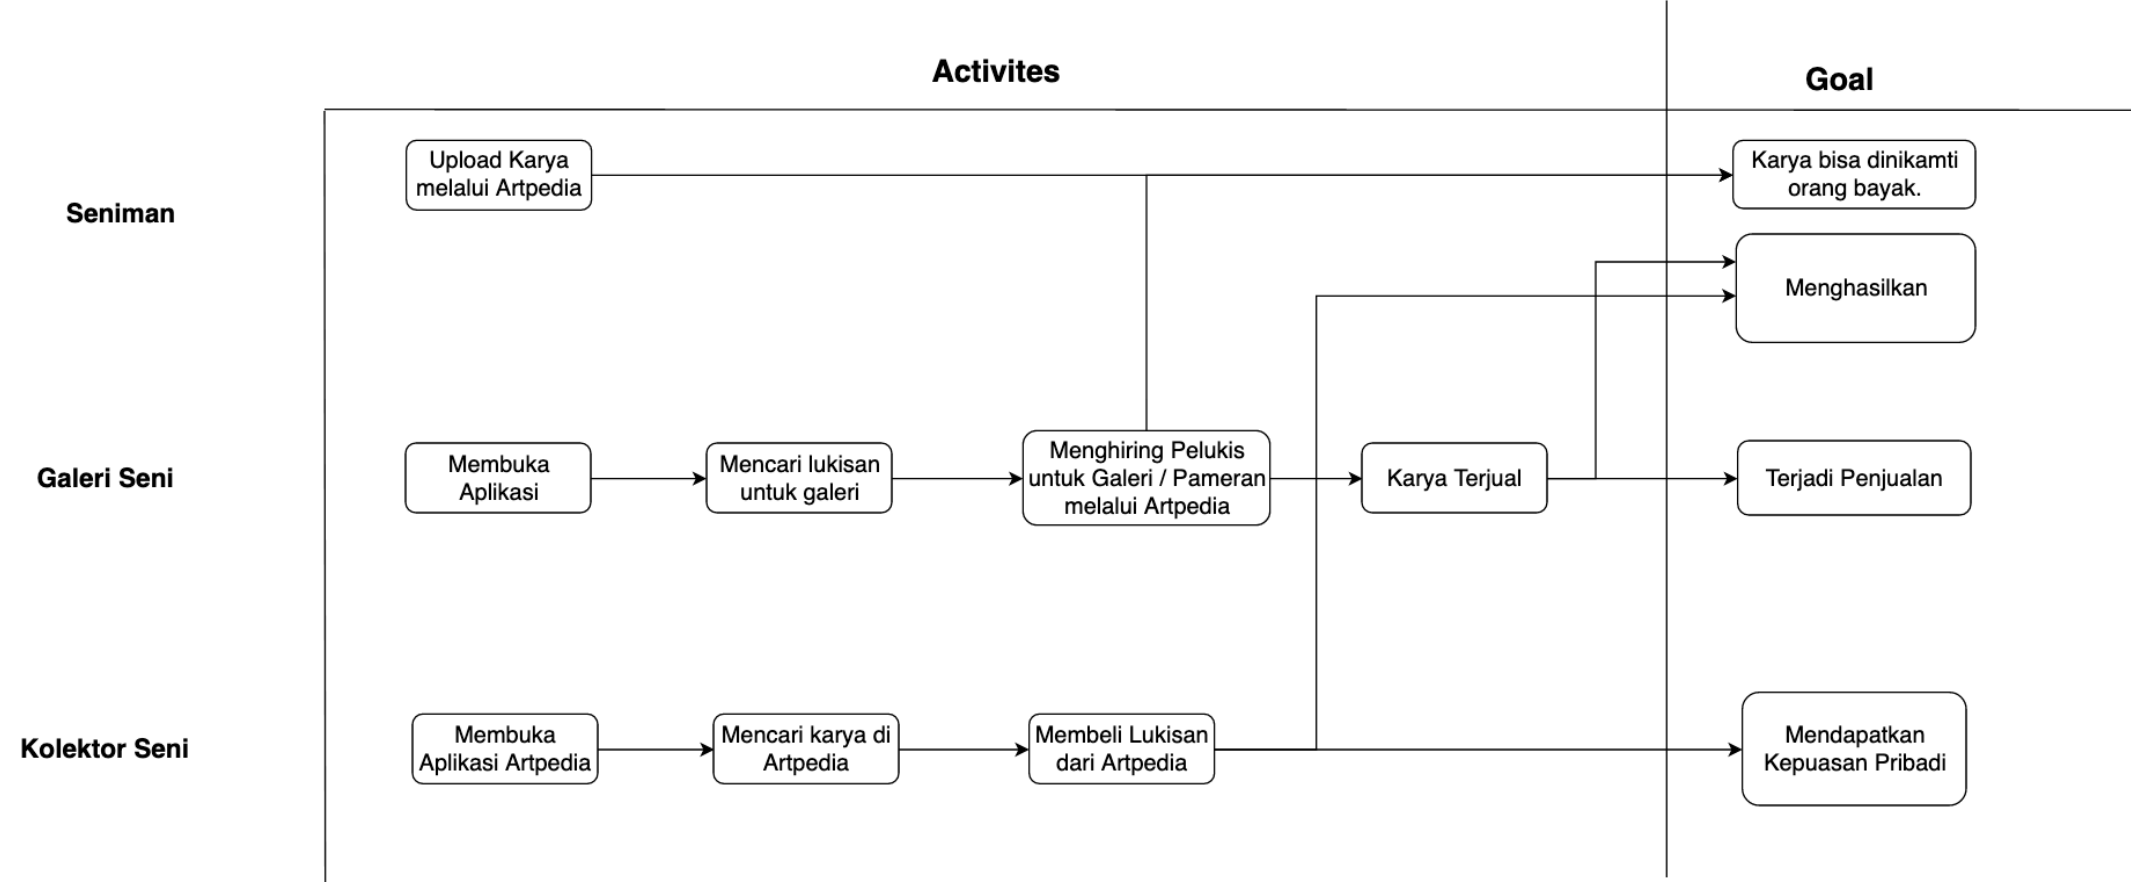 Activites
Goal
Seniman
Upload Karya
melalui Artpedia
Karya bisa dinikamti
orang bayak.
Menghasilkan
Galeri Seni
Membuka
Aplikasi
Mencari lukisan
untuk galeri
Menghiring Pelukis
untuk Galeri / Pameran
melalui Artpedia
Karya Terjual
Terjadi Penjualan
Kolektor Seni
Membuka
Aplikasi Artpedia
Mencari karya di
Artpedia
Membeli Lukisan
dari Artpedia
Mendapatkan
Kepuasan Pribadi